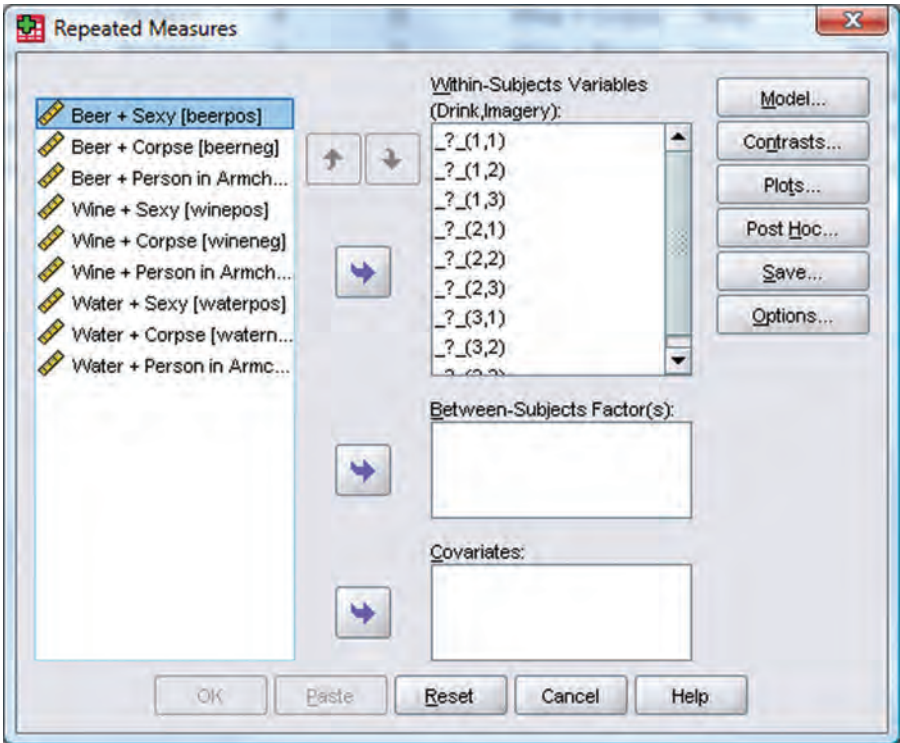 Repeated Measures
Beer + Sexy [beerpos]
Beer + Corpse [beerneg]
Beer + Person in Armch...
Wine + Sexy [winepos]
Wine + Corpse [wineneg]
Wine + Person in Armch...
Water + Sexy [waterpos]
Water + Corpse [watern...
Water + Person in Armc...
Within-Subjects Variables
(Drink,Imagery):
_?_(1,1)
_?_(1,2)
_?_(1,3)
_?_(2,1)
_?_(2,2)
_?_(2,3)
_?_(3,1)
_?_(3,2)
Between-Subjects Factor(s):
Covariates:
Model...
Contrasts...
Plots...
Post Hoc...
Save...
Options...
OK
Paste
Reset
Cancel
Help